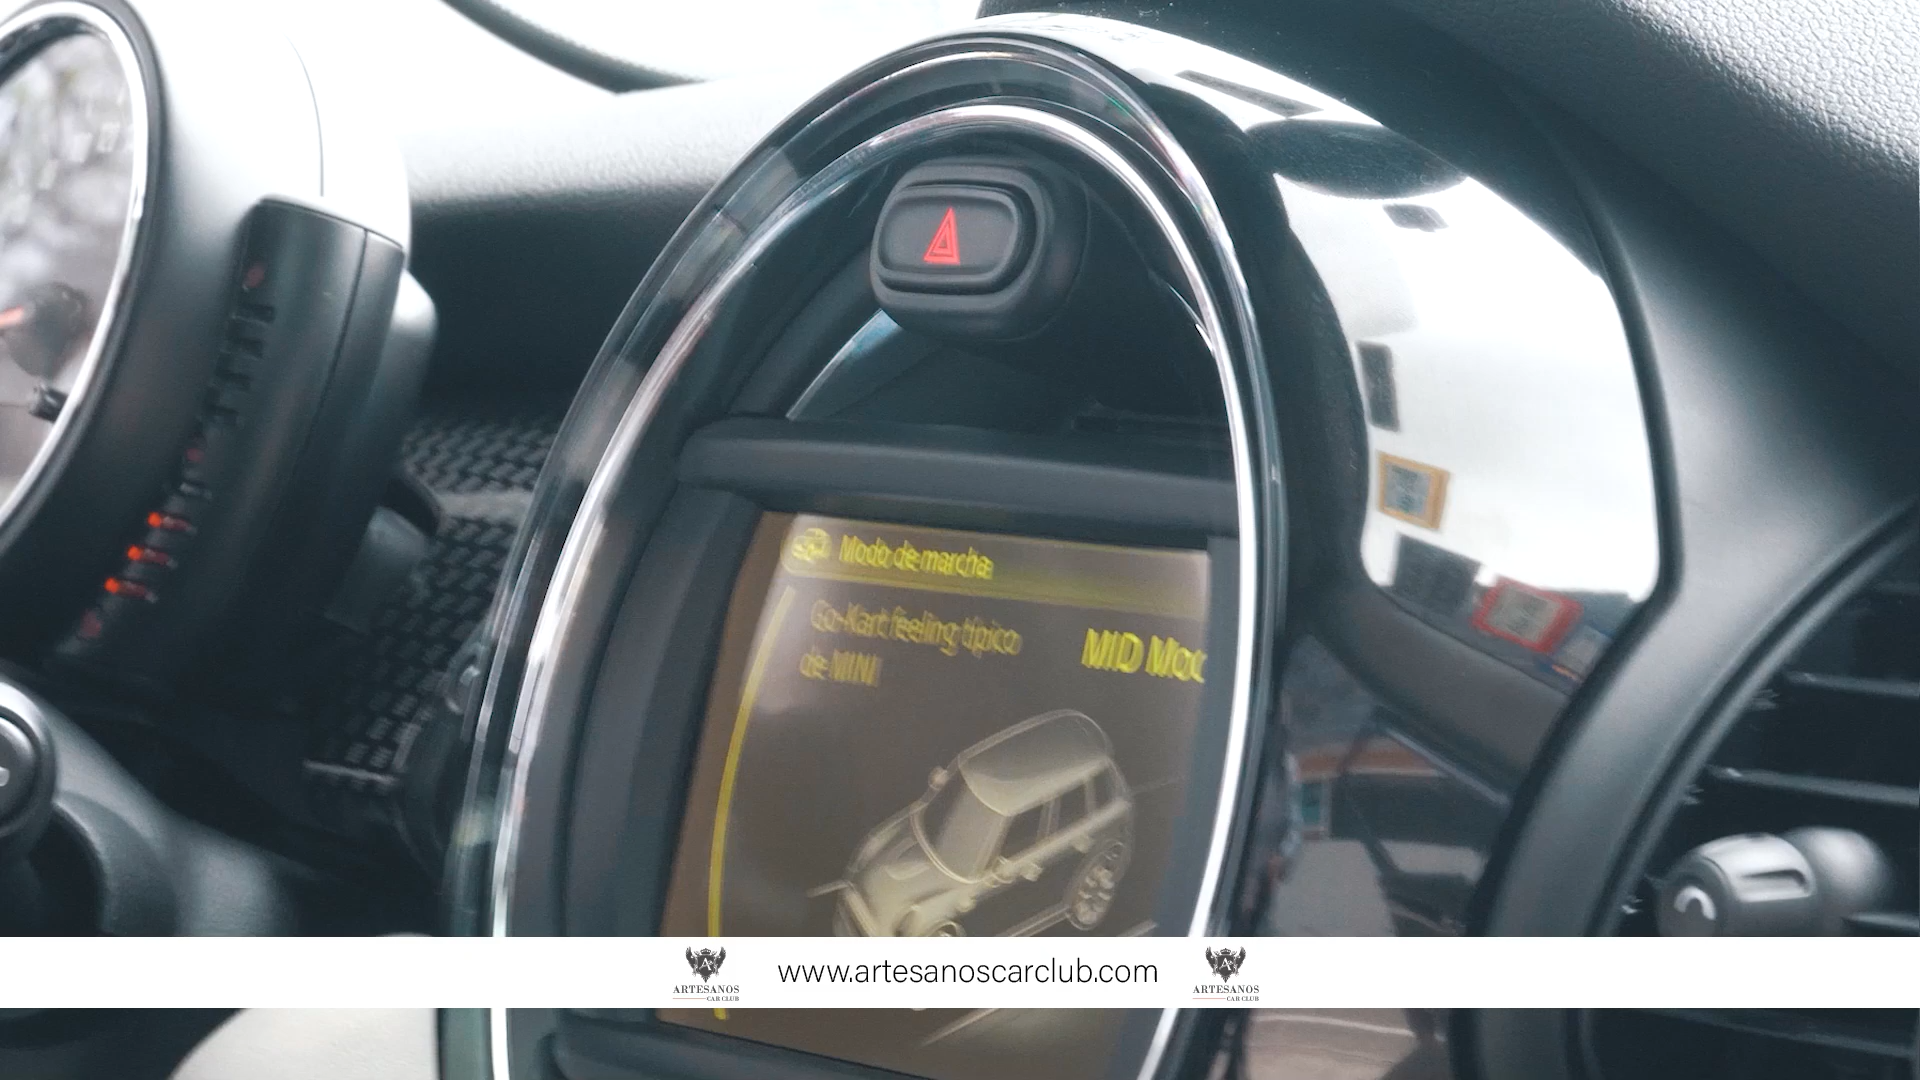 Modo de marcha
Go-Kart feeling típico
de MINI
MID Mod
ARTESANOS
CAR CLUB
www.artesanoscarclub.com
ARTESANOS
CAR CLUB